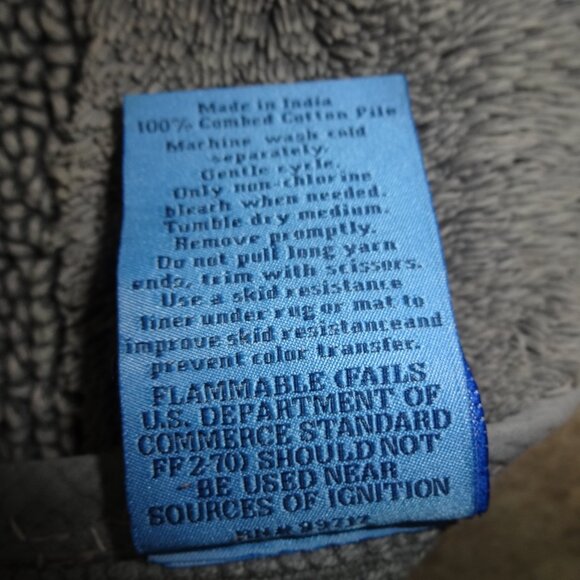 Made in India
100% Combed Cotton Pile
Machine wash cold
separately.
Gentle cycle.
Only non-chlorine
bleach when needed.
Tumble dry medium.
Remove promptly.
Do not pull long yarn
ends, trim with scissors.
Use a skid resistance
liner under rug or mat to
improve skid resistance and
prevent color transfer.
FLAMMABLE (FAILS
U.S. DEPARTMENT OF
COMMERCE STANDARD
FF 2-70) SHOULD NOT
BE USED NEAR
SOURCES OF IGNITION